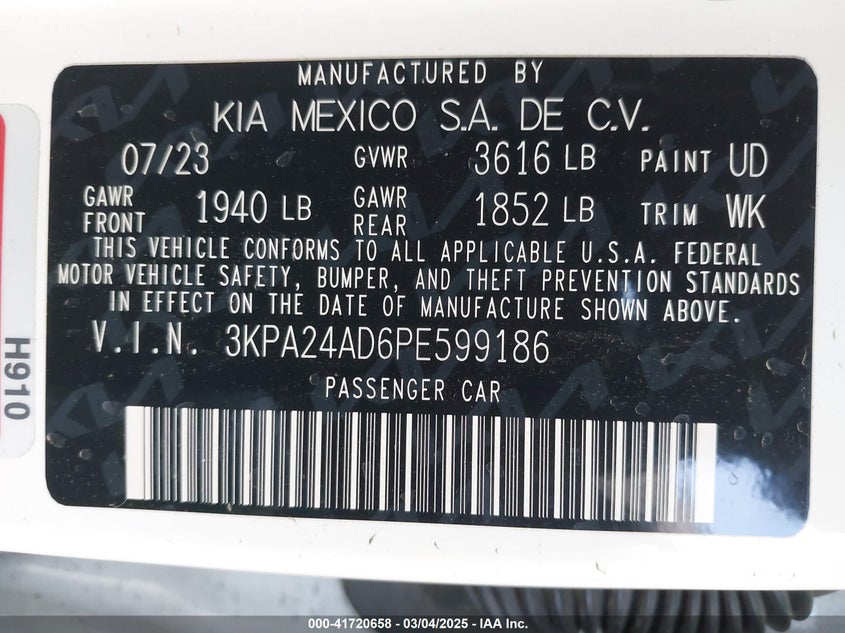 MANUFACTURED BY
KIA MEXICO S.A. DE C.V.
07/23 GVWR 3616 LB PAINT UD
GAWR FRONT 1940 LB GAWR REAR 1852 LB TRIM WK
THIS VEHICLE CONFORMS TO ALL APPLICABLE U.S.A. FEDERAL
MOTOR VEHICLE SAFETY, BUMPER, AND THEFT PREVENTION STANDARDS
IN EFFECT ON THE DATE OF MANUFACTURE SHOWN ABOVE.
V.I.N. 3KPA24AD6PE599186
PASSENGER CAR
H910
000-41720658 - 03/04/2025 - IAA Inc.